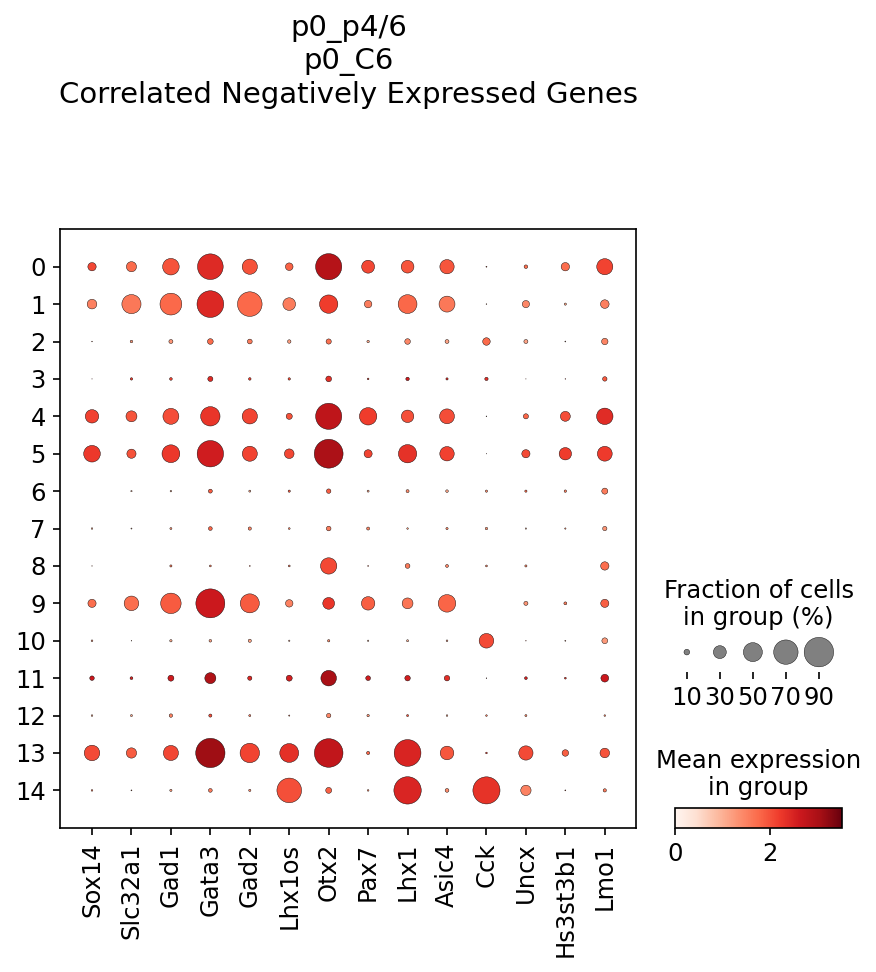 p0_p4/6
p0_C6
Correlated Negatively Expressed Genes
0
1
2
3
4
5
6
7
8
9
10
11
12
13
14
Sox14
Slc32a1
Gad1
Gata3
Gad2
Lhx1os
Otx2
Pax7
Lhx1
Asic4
Cck
Uncx
Hs3st3b1
Lmo1
Fraction of cells
in group (%)
10 30 50 70 90
Mean expression
in group
0 2